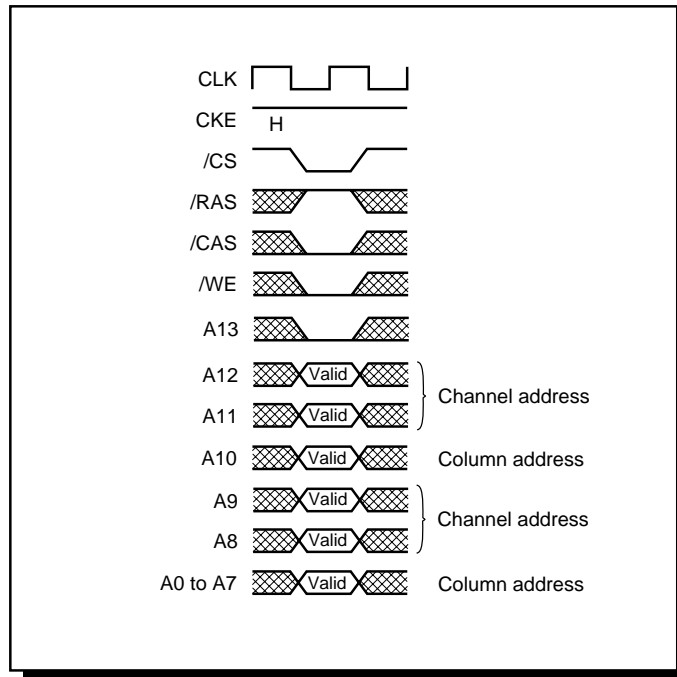 CLK
CKE H
/CS
/RAS
/CAS
/WE
A13
A12 Valid
Channel address
A11 Valid
A10 Valid Column address
A9 Valid
Channel address
A8 Valid
A0 to A7 Valid Column address